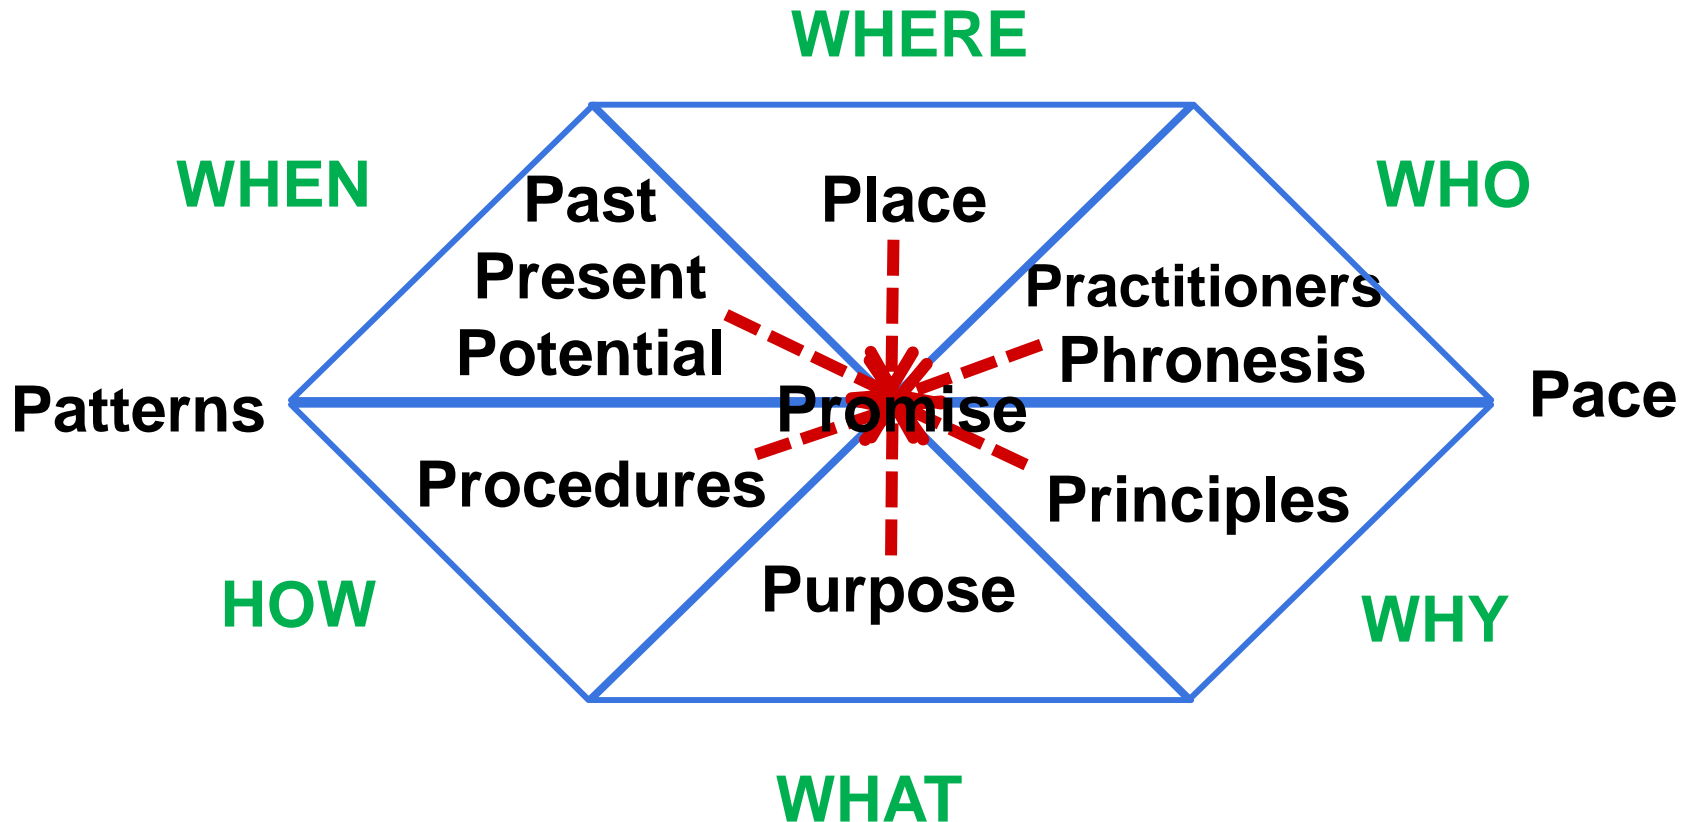 WHERE
WHEN
WHO
Past
Place
Present
Practitioners
Potential
Phronesis
Patterns
Promise
Pace
Procedures
Principles
Purpose
HOW
WHY
WHAT